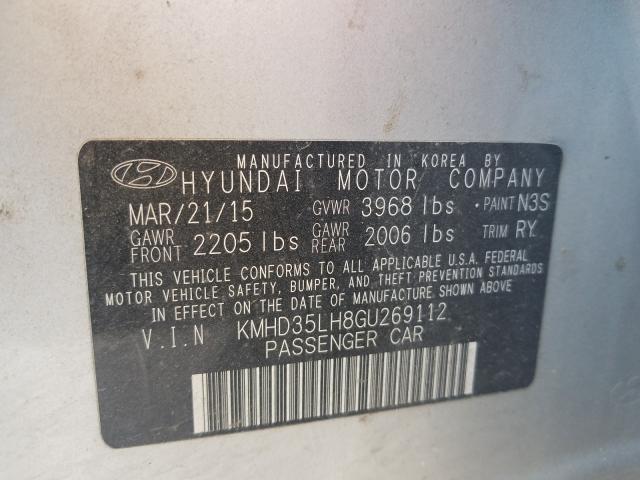 MANUFACTURED IN KOREA BY
HYUNDAI MOTOR COMPANY
MAR/21/15 GVWR 3968 lbs • PAINT N3S
GAWR FRONT 2205 lbs GAWR REAR 2006 lbs TRIM RY
THIS VEHICLE CONFORMS TO ALL APPLICABLE U.S.A. FEDERAL
MOTOR VEHICLE SAFETY, BUMPER, AND THEFT PREVENTION STANDARDS
IN EFFECT ON THE DATE OF MANUFACTURE SHOWN ABOVE
V.I.N KMHD35LH8GU269112
PASSENGER CAR